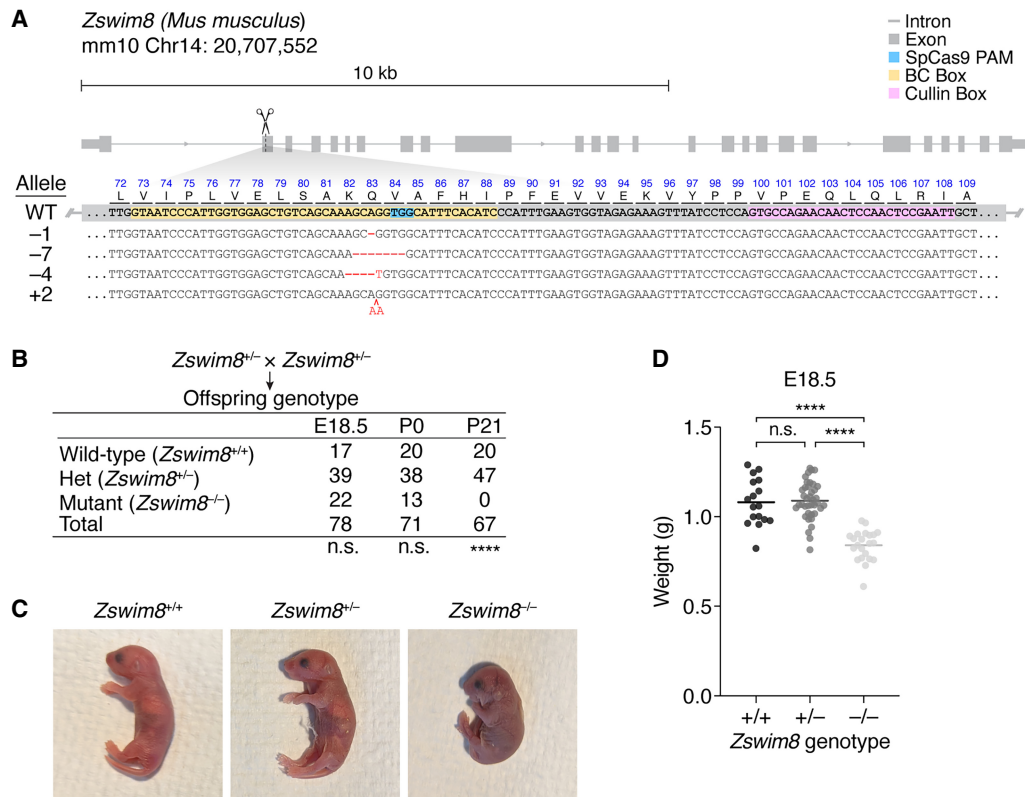 A
Zswim8 (Mus musculus)
mm10 Chr14: 20,707,552
10 kb
Intron
Exon
SpCas9 PAM
BC Box
Cullin Box
Allele
72 73 74 75 76 77 78 79 80 81 82 83 84 85 86 87 88 89 90 91 92 93 94 95 96 97 98 99 100 101 102 103 104 105 106 107 108 109
L V I P L V E L S A K Q V A F H I P F E V V E K V Y P P V P E Q L Q L R I A
WT ...TTGGTAATCCCATTGGTGGAGCTGTCAGCAAAGCAGGTGGCATTTCACATCCCATTTGAAGTGGTAGAGAAAGTTTATCCTCCAGTGCCAGAACAACTCCAACTCCGAATTGCT...
−1 ...TTGGTAATCCCATTGGTGGAGCTGTCAGCAAAGC-GGTGGCATTTCACATCCCATTTGAAGTGGTAGAGAAAGTTTATCCTCCAGTGCCAGAACAACTCCAACTCCGAATTGCT...
−7 ...TTGGTAATCCCATTGGTGGAGCTGTCAGCAAA-------GCATTTCACATCCCATTTGAAGTGGTAGAGAAAGTTTATCCTCCAGTGCCAGAACAACTCCAACTCCGAATTGCT...
−4 ...TTGGTAATCCCATTGGTGGAGCTGTCAGCAA----TGTGGCATTTCACATCCCATTTGAAGTGGTAGAGAAAGTTTATCCTCCAGTGCCAGAACAACTCCAACTCCGAATTGCT...
+2 ...TTGGTAATCCCATTGGTGGAGCTGTCAGCAAAGCAGGTGGCATTTCACATCCCATTTGAAGTGGTAGAGAAAGTTTATCCTCCAGTGCCAGAACAACTCCAACTCCGAATTGCT...
AA
B
Zswim8+/− × Zswim8+/−
Offspring genotype
E18.5 P0 P21
Wild-type (Zswim8+/+) 17 20 20
Het (Zswim8+/−) 39 38 47
Mutant (Zswim8−/−) 22 13 0
Total 78 71 67
n.s. n.s. ****
C
Zswim8+/+ Zswim8+/− Zswim8−/−
D
E18.5
****
n.s. ****
1.5
1.0
0.5
0.0
Weight (g)
+/+ +/− −/−
Zswim8 genotype